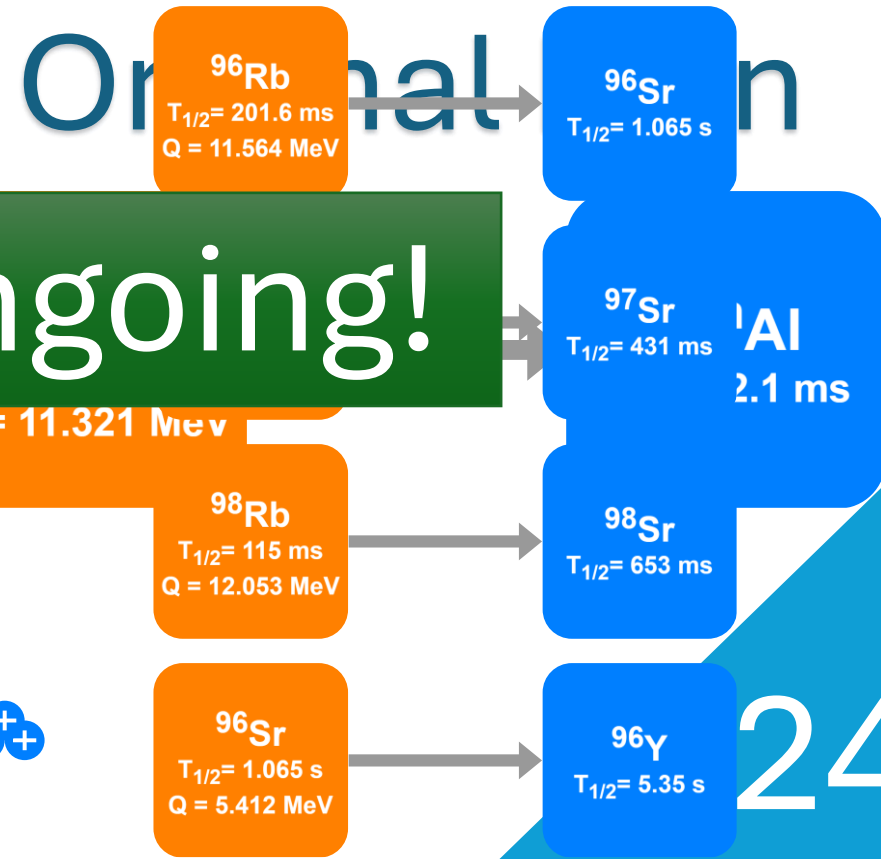 ⁹⁶Rb
T₁/₂= 201.6 ms
Q = 11.564 MeV
⁹⁶Sr
T₁/₂= 1.065 s
ngoing!
⁹⁷Sr
T₁/₂= 431 ms
Al
2.1 ms
= 11.321 MeV
⁹⁸Rb
T₁/₂= 115 ms
Q = 12.053 MeV
⁹⁸Sr
T₁/₂= 653 ms
++
⁹⁶Sr
T₁/₂= 1.065 s
Q = 5.412 MeV
⁹⁶Y
T₁/₂= 5.35 s
24